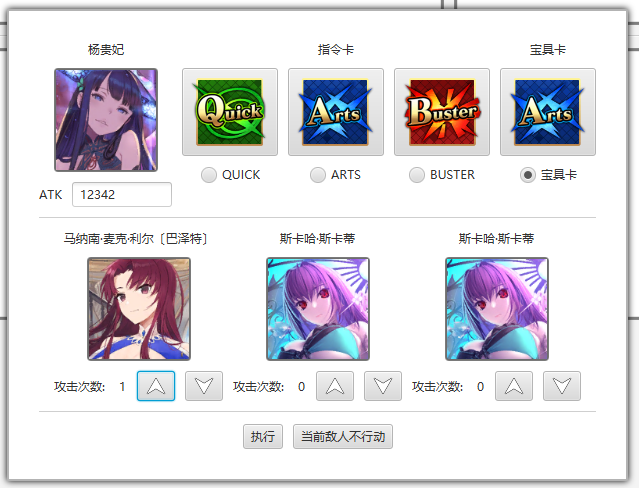 杨贵妃 指令卡 宝具卡
Quick Arts Buster Arts
QUICK ARTS BUSTER 宝具卡
ATK 12342
马纳南·麦克·利尔〔巴泽特〕 斯卡哈·斯卡蒂 斯卡哈·斯卡蒂
攻击次数: 1 攻击次数: 0 攻击次数: 0
执行 当前敌人不行动